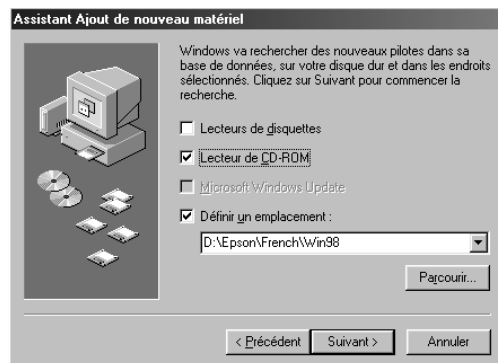 Assistant Ajout de nouveau matériel
Windows va rechercher des nouveaux pilotes dans sa
base de données, sur votre disque dur et dans les endroits
sélectionnés. Cliquez sur Suivant pour commencer la
recherche.
Lecteurs de disquettes
Lecteur de CD-ROM
Microsoft Windows Update
Définir un emplacement :
D:\Epson\French\Win98
Parcourir...
< Précédent
Suivant >
Annuler